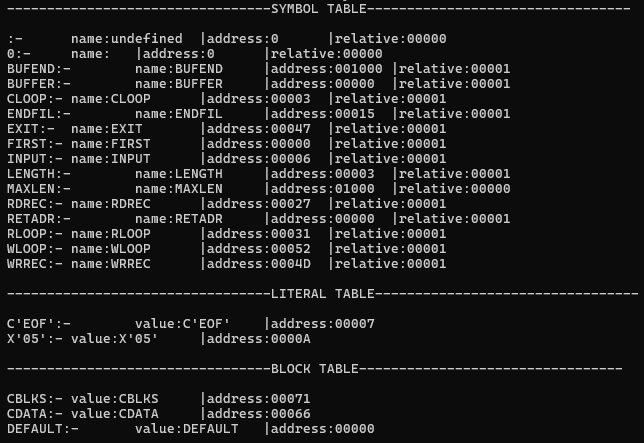 ---------------------------------SYMBOL TABLE---------------------------------
:-      name:undefined  |address:0      |relative:00000
0:-     name:   |address:0      |relative:00000
BUFEND:-        name:BUFEND     |address:001000 |relative:00001
BUFFER:-        name:BUFFER     |address:00000  |relative:00001
CLOOP:- name:CLOOP      |address:00003  |relative:00001
ENDFIL:-        name:ENDFIL     |address:00015  |relative:00001
EXIT:-  name:EXIT       |address:00047  |relative:00001
FIRST:- name:FIRST      |address:00000  |relative:00001
INPUT:- name:INPUT      |address:00006  |relative:00001
LENGTH:-        name:LENGTH     |address:00003  |relative:00001
MAXLEN:-        name:MAXLEN     |address:01000  |relative:00000
RDREC:- name:RDREC      |address:00027  |relative:00001
RETADR:-        name:RETADR     |address:00000  |relative:00001
RLOOP:- name:RLOOP      |address:00031  |relative:00001
WLOOP:- name:WLOOP      |address:00052  |relative:00001
WRREC:- name:WRREC      |address:0004D  |relative:00001
---------------------------------LITERAL TABLE---------------------------------
C'EOF':-        value:C'EOF'    |address:00007
X'05':- value:X'05'     |address:0000A
---------------------------------BLOCK TABLE---------------------------------
CBLKS:- value:CBLKS     |address:00071
CDATA:- value:CDATA     |address:00066
DEFAULT:-       value:DEFAULT   |address:00000